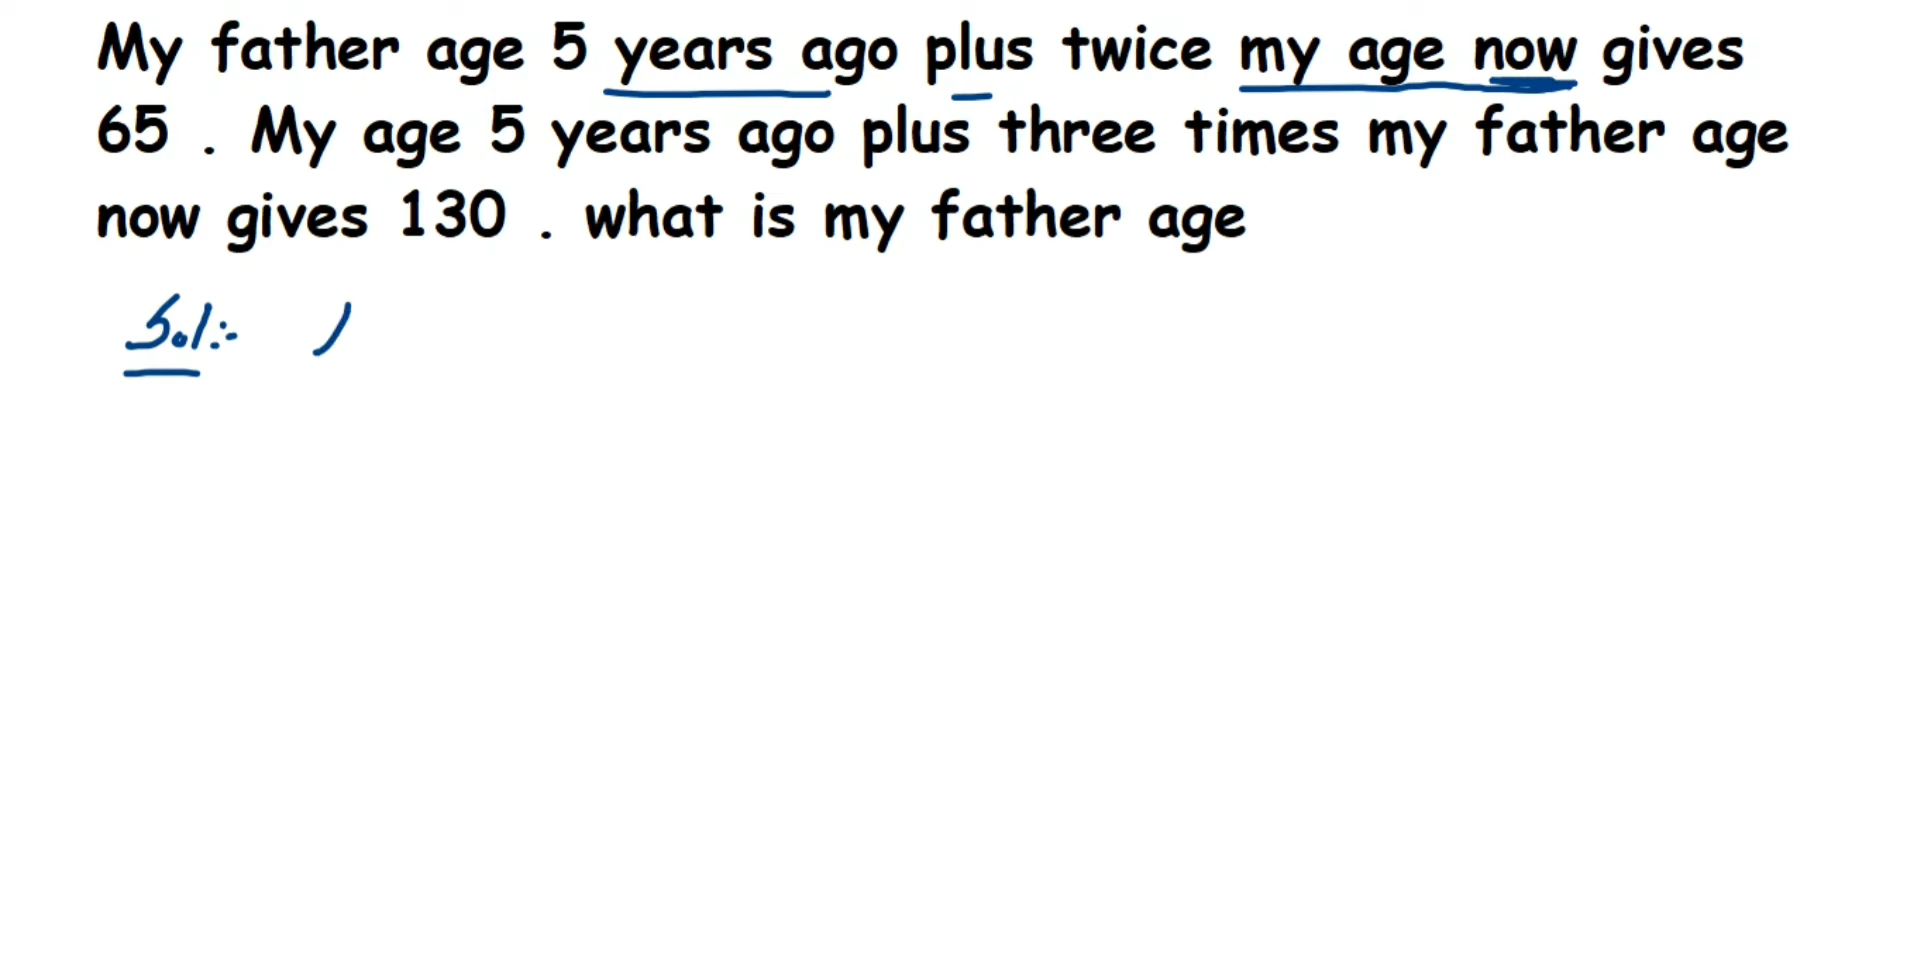 My father age 5 years ago plus twice my age now gives
65 . My age 5 years ago plus three times my father age
now gives 130 . what is my father age
Sol:-